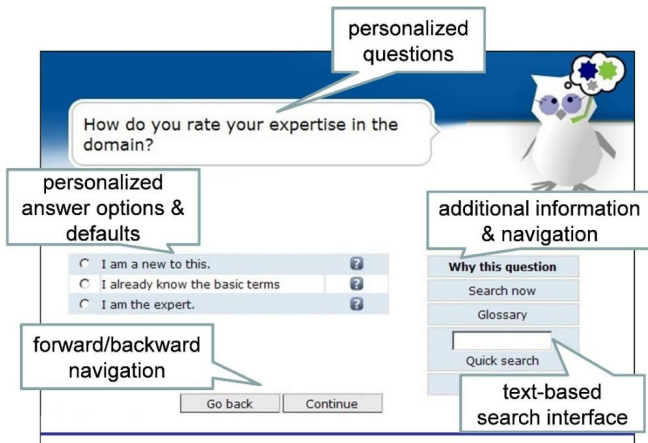 personalized
questions
How do you rate your expertise in the
domain?
personalized
answer options &
defaults
additional information
& navigation
I am a new to this.
?
I already know the basic terms
?
I am the expert.
?
Why this question
Search now
Glossary
Quick search
forward/backward
navigation
text-based
search interface
Go back
Continue